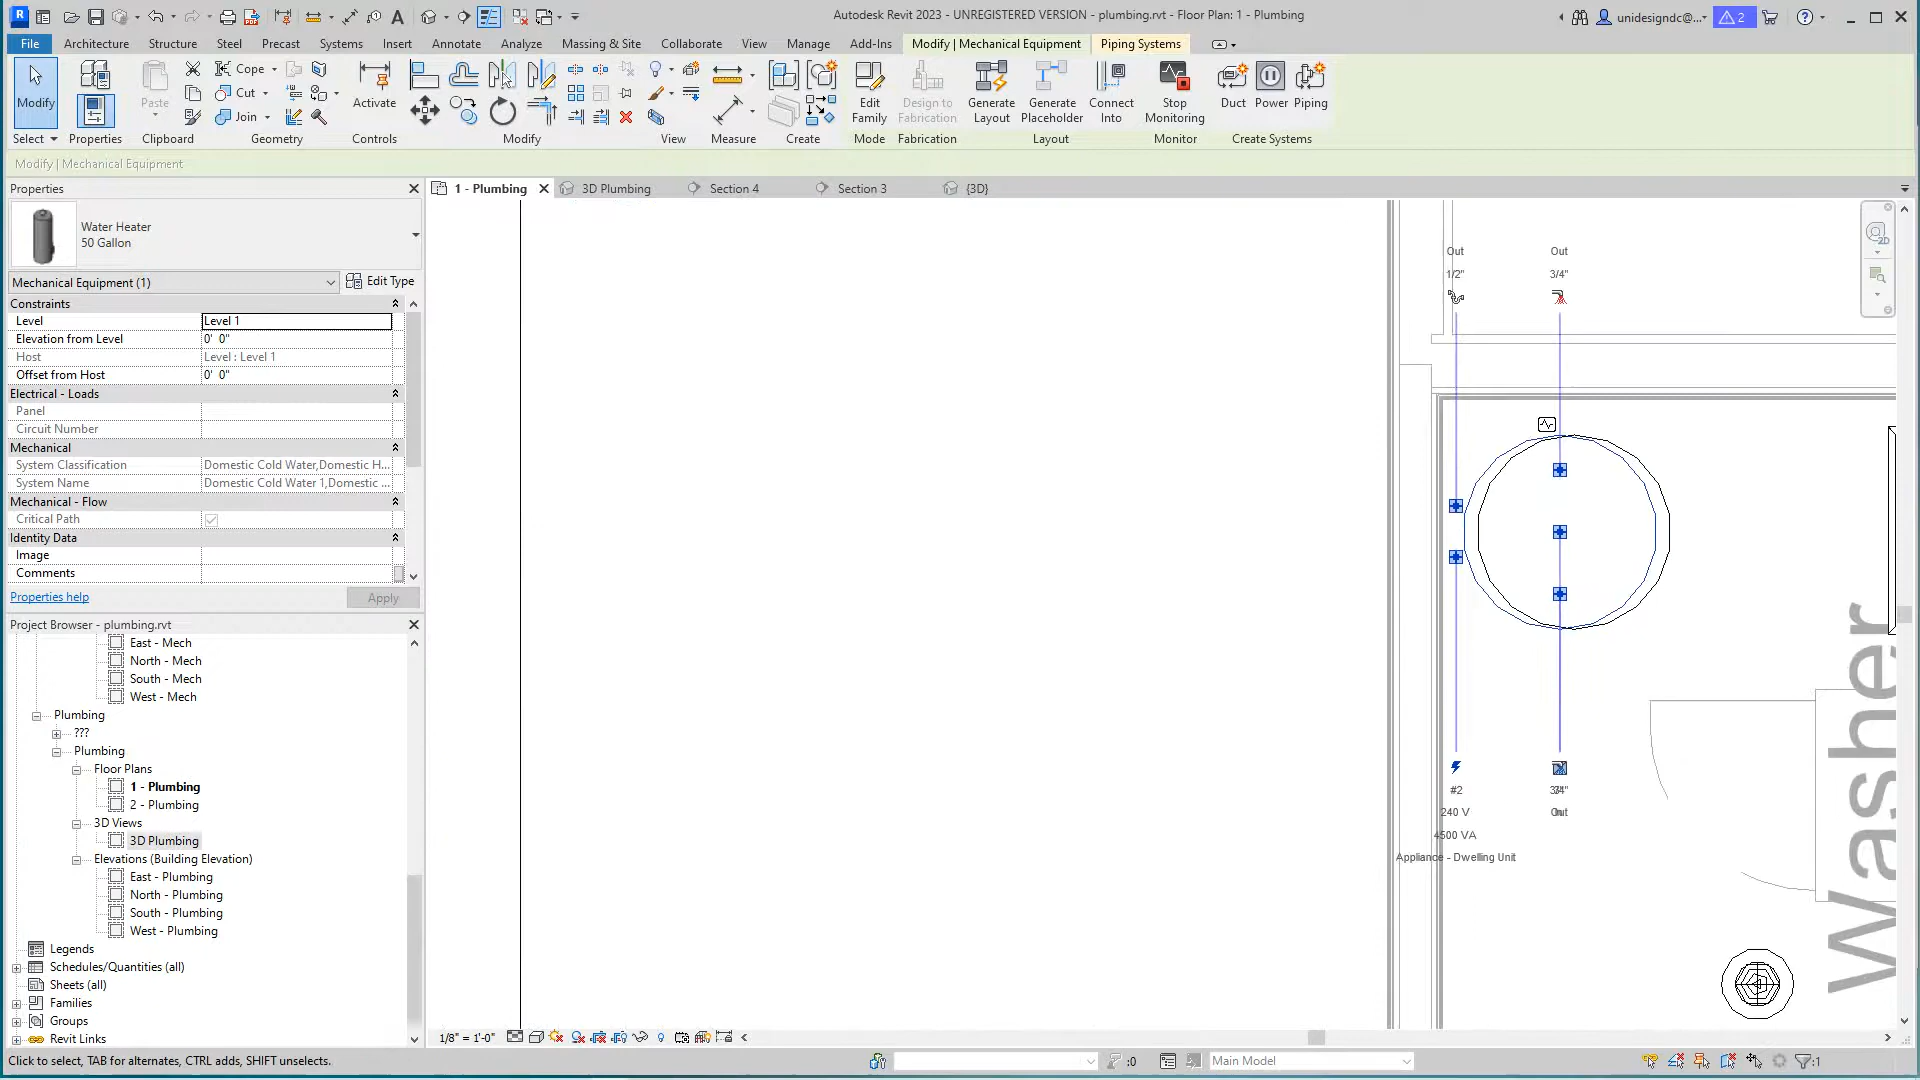 Autodesk Revit 2023 - UNREGISTERED VERSION - plumbing.rvt - Floor Plan: 1 - Plumbing
unidesigndc@...
2
File
Architecture
Structure
Steel
Precast
Systems
Insert
Annotate
Analyze
Massing & Site
Collaborate
View
Manage
Add-Ins
Modify | Mechanical Equipment
Piping Systems
Modify
Paste
Cope
Cut
Join
Activate
Edit Family
Design to Fabrication
Generate Layout
Generate Placeholder
Connect Into
Stop Monitoring
Duct
Power
Piping
Select
Properties
Clipboard
Geometry
Controls
Modify
View
Measure
Create
Mode
Fabrication
Layout
Monitor
Create Systems
Modify | Mechanical Equipment
Properties
1 - Plumbing
3D Plumbing
Section 4
Section 3
{3D}
Water Heater
50 Gallon
Mechanical Equipment (1)
Edit Type
Constraints
Level
Level 1
Elevation from Level
0' 0"
Host
Level : Level 1
Offset from Host
0' 0"
Electrical - Loads
Panel
Circuit Number
Mechanical
System Classification
Domestic Cold Water,Domestic H...
System Name
Domestic Cold Water 1,Domestic ...
Mechanical - Flow
Critical Path
Identity Data
Image
Comments
Properties help
Apply
Project Browser - plumbing.rvt
East - Mech
North - Mech
South - Mech
West - Mech
Plumbing
???
Plumbing
Floor Plans
1 - Plumbing
2 - Plumbing
3D Views
3D Plumbing
Elevations (Building Elevation)
East - Plumbing
North - Plumbing
South - Plumbing
West - Plumbing
Legends
Schedules/Quantities (all)
Sheets (all)
Families
Groups
Revit Links
Out
1/2"
Out
3/4"
2D
#2
240 V
4500 VA
Appliance - Dwelling Unit
Washer
1/8" = 1'-0"
Click to select, TAB for alternates, CTRL adds, SHIFT unselects.
:0
Main Model
:1